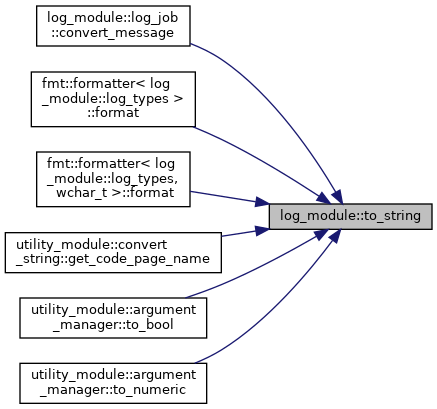 log_module::log_job
::convert_message
fmt::formatter< log
_module::log_types >
::format
fmt::formatter< log
_module::log_types,
wchar_t >::format
log_module::to_string
utility_module::convert
_string::get_code_page_name
utility_module::argument
_manager::to_bool
utility_module::argument
_manager::to_numeric